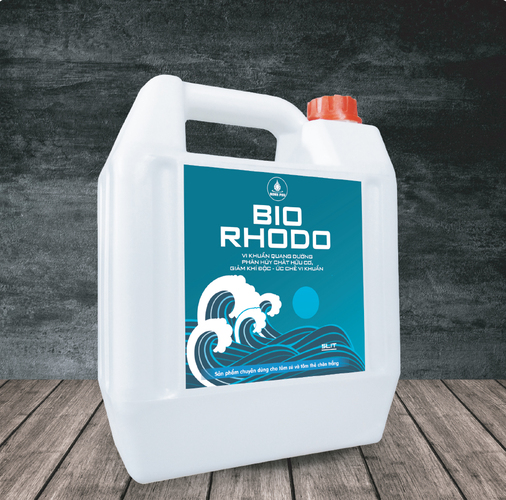 BIO
RHODO
VI KHUẨN QUANG DƯỠNG
PHÂN HỦY CHẤT HỮU CƠ,
GIẢM KHÍ ĐỘC - ỨC CHẾ VI KHUẨN
5LIT
Sản phẩm chuyên dùng cho tôm sú và tôm thẻ chân trắng